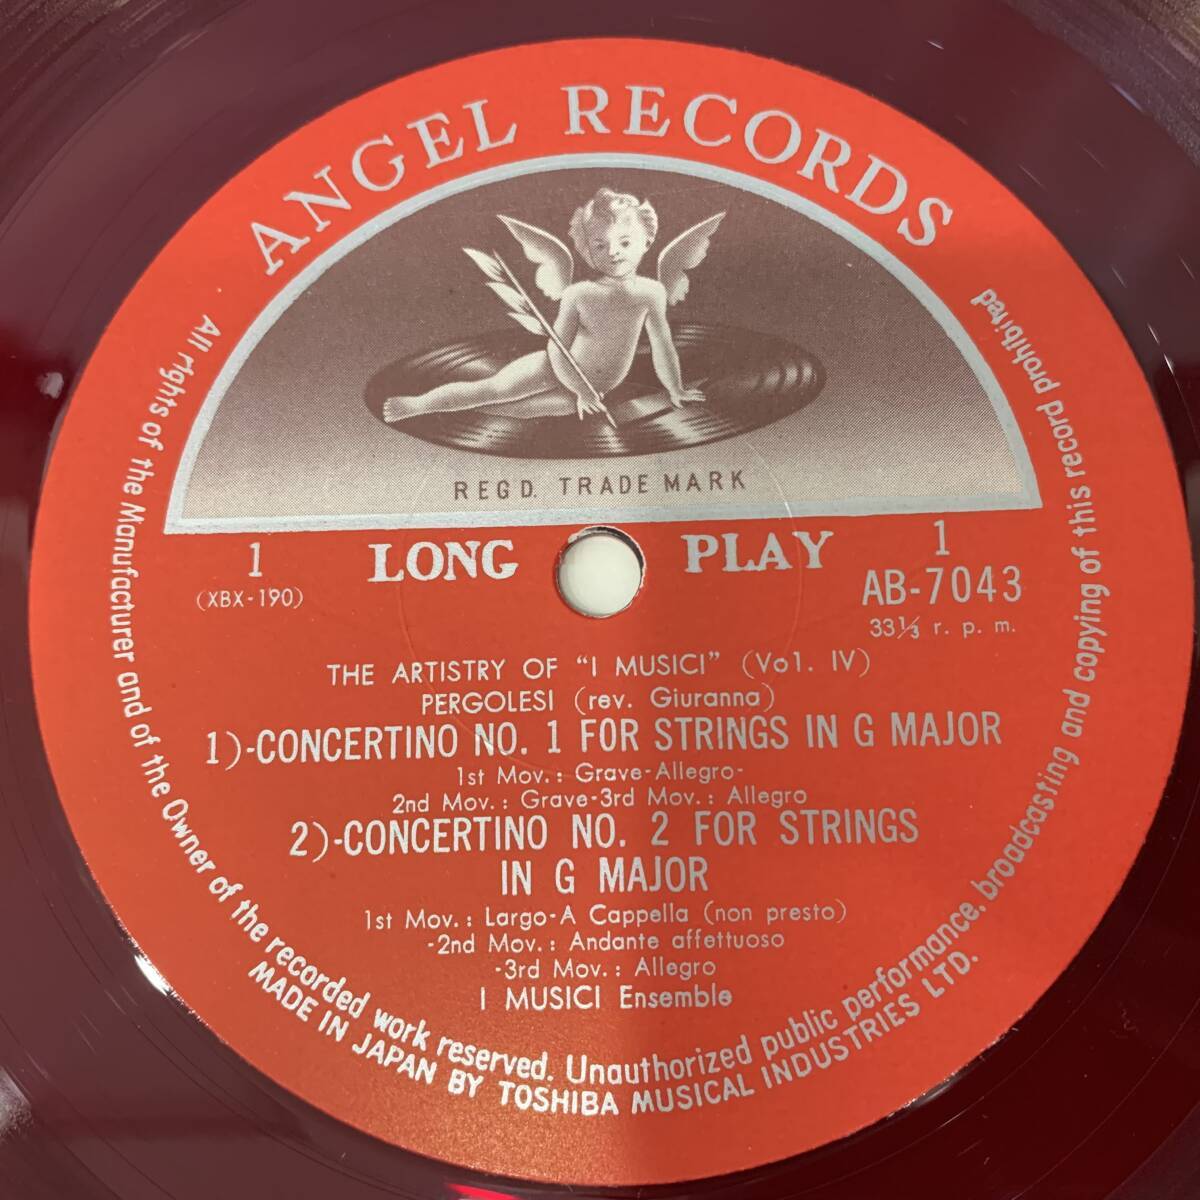 ANGEL RECORDS
REGD. TRADE MARK
1 LONG PLAY 1
(XBX-190)
AB-7043
33⅓ r. p. m.
THE ARTISTRY OF "I MUSICI" (Vol. IV)
PERGOLESI (rev. Giuranna)
1)-CONCERTINO NO. 1 FOR STRINGS IN G MAJOR
1st Mov.: Grave-Allegro-
2nd Mov.: Grave-3rd Mov.: Allegro
2)-CONCERTINO NO. 2 FOR STRINGS
IN G MAJOR
1st Mov.: Largo-A Cappella (non presto)
-2nd Mov.: Andante affettuoso
-3rd Mov.: Allegro
I MUSICI Ensemble
All rights of the Manufacturer and of the Owner of the recorded work reserved. Unauthorized public performance, broadcasting and copying of this record prohibited
MADE IN JAPAN BY TOSHIBA MUSICAL INDUSTRIES LTD.